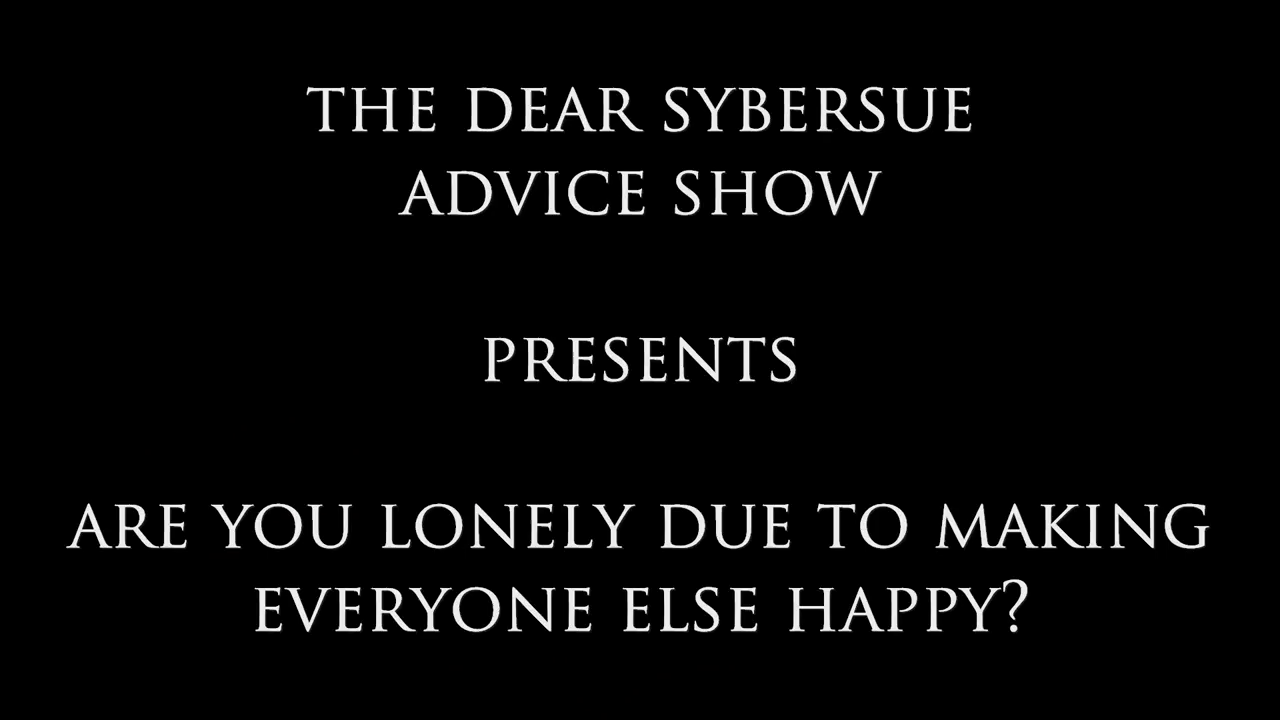 THE DEAR SYBERSUE
ADVICE SHOW
PRESENTS
ARE YOU LONELY DUE TO MAKING
EVERYONE ELSE HAPPY?